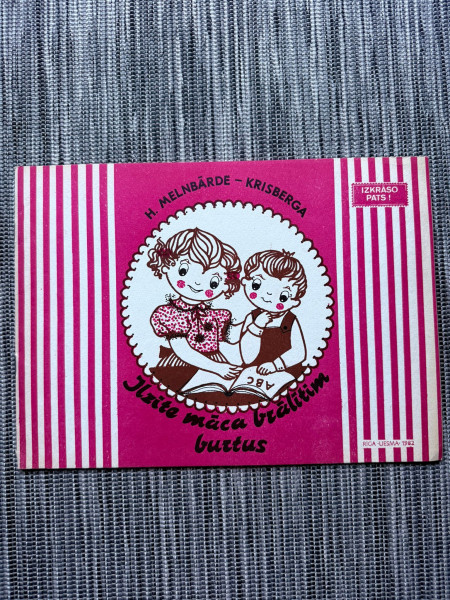 H. MELNBĀRDE – KRISBERGA
IZKRĀSO
PATS!
ABC
Ilzīte māca brālītim
burtus
RĪGA «LIESMA» 1982